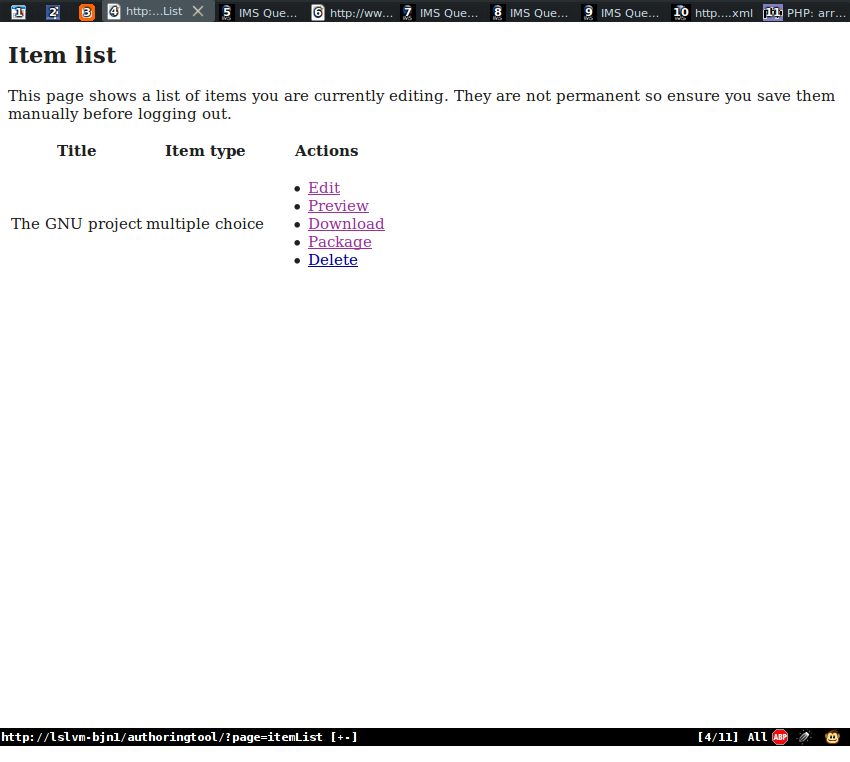 1 2 3 4 http:...List 5 IMS Que... 6 http://ww... 7 IMS Que... 8 IMS Que... 9 IMS Que... 10 http....xml 11 PHP: arr...
Item list
This page shows a list of items you are currently editing. They are not permanent so ensure you save them
manually before logging out.
Title Item type Actions
The GNU project multiple choice
Edit
Preview
Download
Package
Delete
http://lslvm-bjn1/authoringtool/?page=itemList [+-] [4/11] All ABP